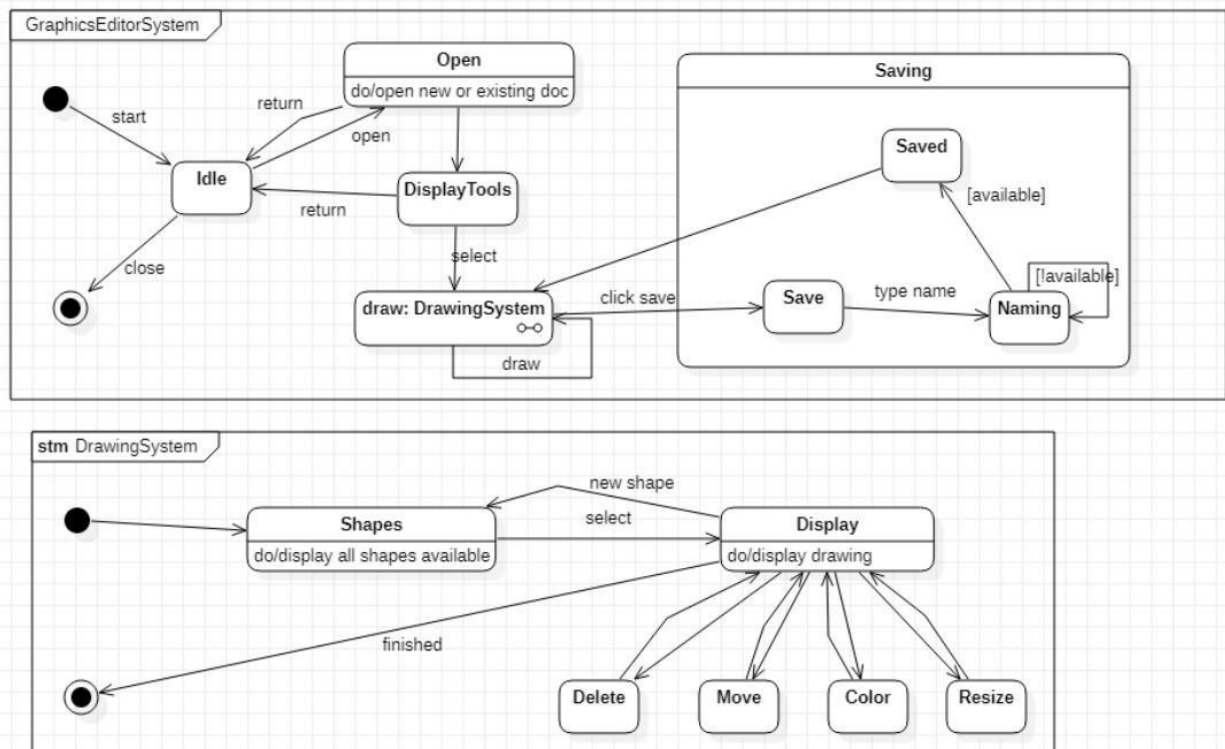 GraphicsEditorSystem
Open
do/open new or existing doc
Saving
start
return
open
Idle
DisplayTools
return
Saved
[available]
close
select
draw: DrawingSystem
click save
Save
type name
[!available]
Naming
draw
stm DrawingSystem
new shape
Shapes
do/display all shapes available
select
Display
do/display drawing
finished
Delete
Move
Color
Resize